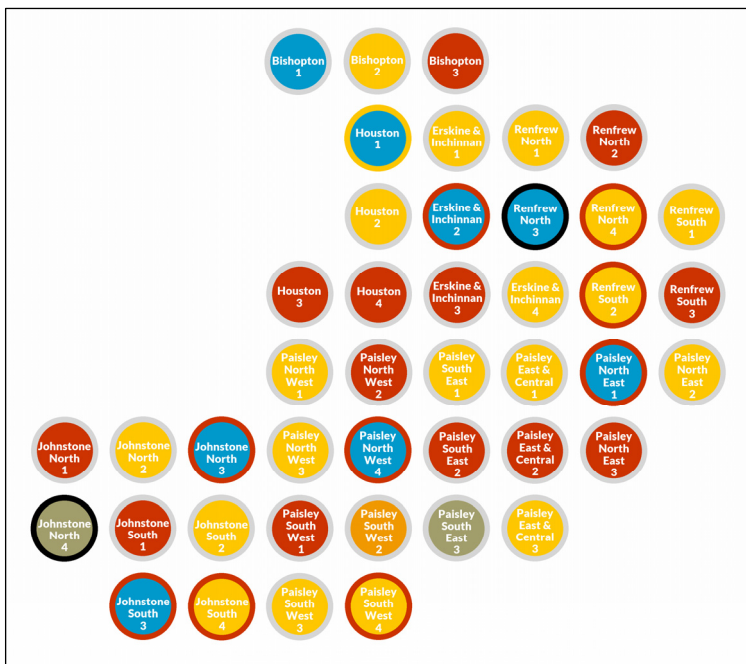 Bishopton
1
Bishopton
2
Bishopton
3
Houston
1
Erskine &
Inchinnan
1
Renfrew
North
1
Renfrew
North
2
Houston
2
Erskine &
Inchinnan
2
Renfrew
North
3
Renfrew
North
4
Renfrew
South
1
Houston
3
Houston
4
Erskine &
Inchinnan
3
Erskine &
Inchinnan
4
Renfrew
South
2
Renfrew
South
3
Paisley
North
West
1
Paisley
North
West
2
Paisley
South
East
1
Paisley
East &
Central
1
Paisley
North
East
1
Paisley
North
East
2
Johnstone
North
1
Johnstone
North
2
Johnstone
North
3
Paisley
North
West
3
Paisley
North
West
4
Paisley
South
East
2
Paisley
East &
Central
2
Paisley
North
East
3
Johnstone
North
4
Johnstone
South
1
Johnstone
South
2
Paisley
South
West
1
Paisley
South
West
2
Paisley
South
East
3
Paisley
East &
Central
3
Johnstone
South
3
Johnstone
South
4
Paisley
South
West
3
Paisley
South
West
4